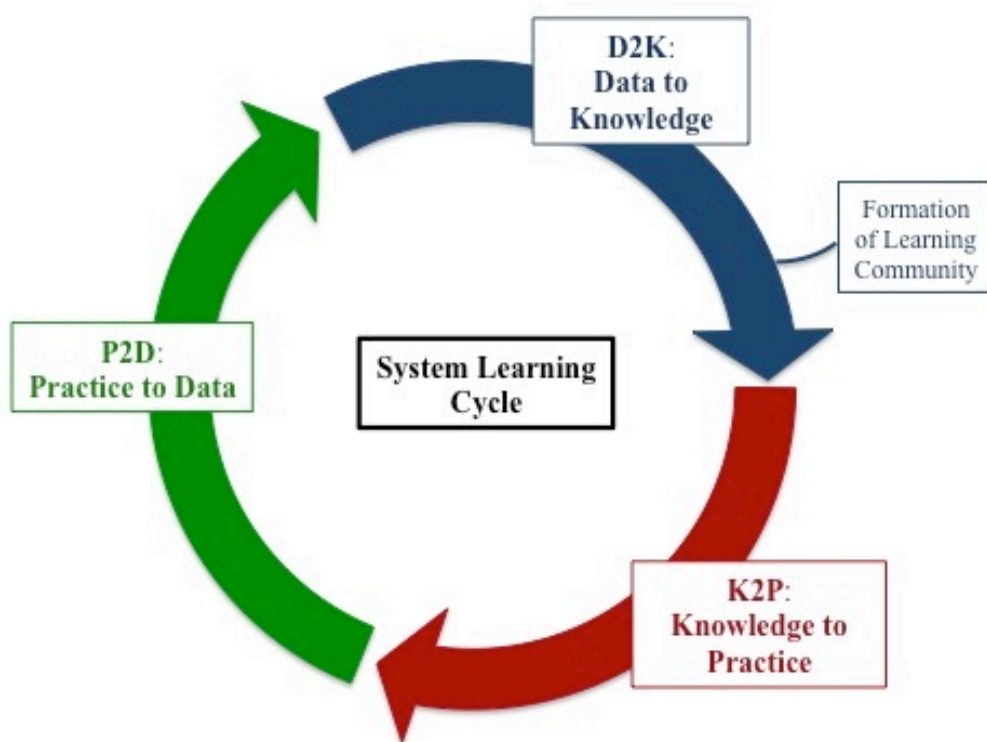 D2K:
Data to
Knowledge
Formation
of Learning
Community
P2D:
Practice to Data
System Learning
Cycle
K2P:
Knowledge to
Practice